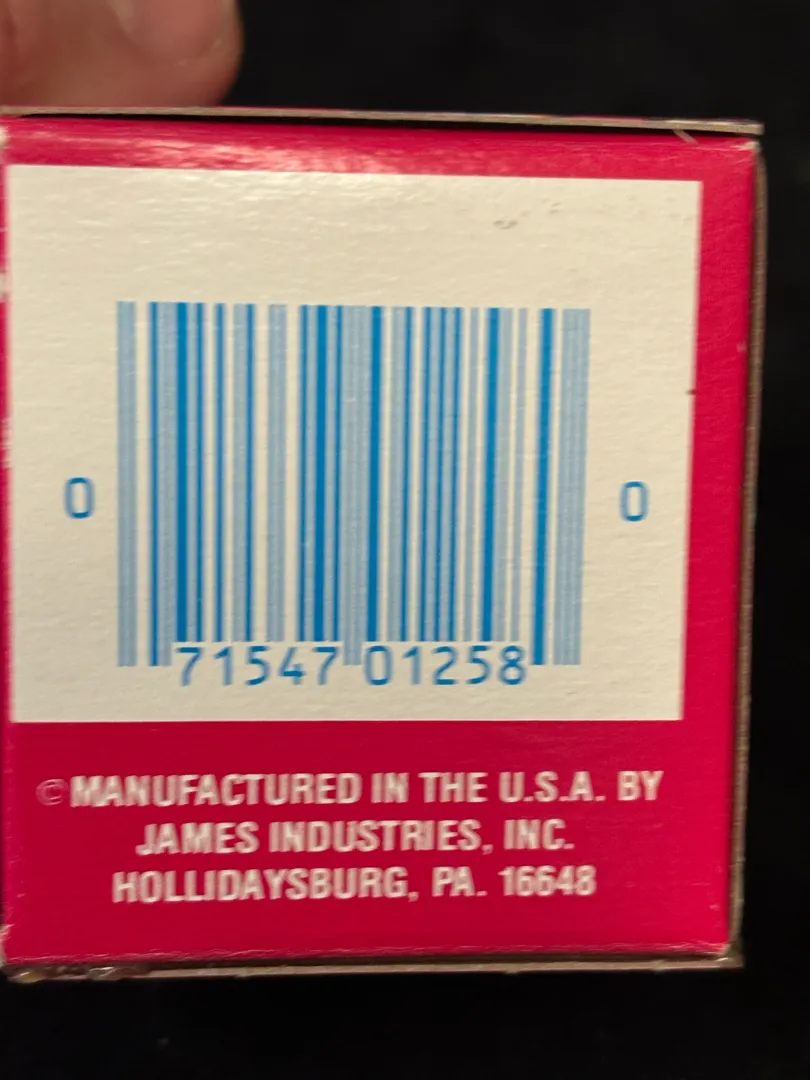 0 71547 01258 0
©MANUFACTURED IN THE U.S.A. BY
JAMES INDUSTRIES, INC.
HOLLIDAYSBURG, PA. 16648